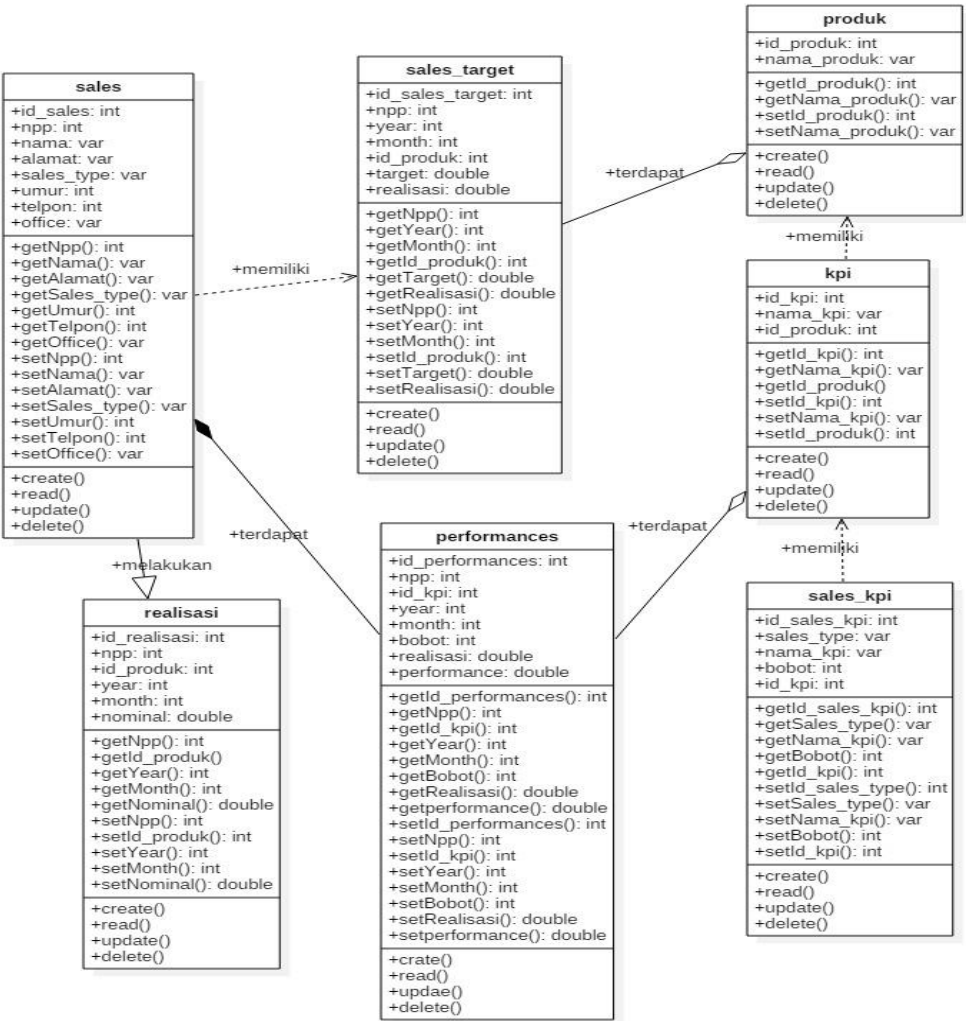 sales
+id_sales: int
+npp: int
+nama: var
+alamat: var
+sales_type: var
+umur: int
+telpon: int
+office: var
+getNpp(): int
+getNama(): var
+getAlamat(): var
+getSales_type(): var
+getUmur(): int
+getTelpon(): int
+getOffice(): var
+setNpp(): int
+setNama(): var
+setAlamat(): var
+setSales_type(): var
+setUmur(): int
+setTelpon(): int
+setOffice(): var
+create()
+read()
+update()
+delete()
+memiliki
sales_target
+id_sales_target: int
+npp: int
+year: int
+month: int
+id_produk: int
+target: double
+realisasi: double
+getNpp(): int
+getYear(): int
+getMonth(): int
+getId_produk(): int
+getTarget(): double
+getRealisasi(): double
+setNpp(): int
+setYear(): int
+setMonth(): int
+setId_produk(): int
+setTarget(): double
+setRealisasi(): double
+create()
+read()
+update()
+delete()
+terdapat
produk
+id_produk: int
+nama_produk: var
+getId_produk(): int
+getNama_produk(): var
+setId_produk(): int
+setNama_produk(): var
+create()
+read()
+update()
+delete()
+memiliki
kpi
+id_kpi: int
+nama_kpi: var
+id_produk: int
+getId_kpi(): int
+getNama_kpi(): var
+getId_produk()
+setId_kpi(): int
+setNama_kpi(): var
+setId_produk(): int
+create()
+read()
+update()
+delete()
+melakukan
realisasi
+id_realisasi: int
+npp: int
+id_produk: int
+year: int
+month: int
+nominal: double
+getNpp(): int
+getId_produk()
+getYear(): int
+getMonth(): int
+getNominal(): double
+setNpp(): int
+setId_produk(): int
+setYear(): int
+setMonth(): int
+setNominal(): double
+create()
+read()
+update()
+delete()
+terdapat
performances
+id_performances: int
+npp: int
+id_kpi: int
+year: int
+month: int
+bobot: int
+realisasi: double
+performance: double
+getId_performances(): int
+getNpp(): int
+getId_kpi(): int
+getYear(): int
+getMonth(): int
+getBobot(): int
+getRealisasi(): double
+getperformance(): double
+setId_performances(): int
+setNpp(): int
+setId_kpi(): int
+setYear(): int
+setMonth(): int
+setBobot(): int
+setRealisasi(): double
+setperformance(): double
+crate()
+read()
+updae()
+delete()
+terdapat
+memiliki
sales_kpi
+id_sales_kpi: int
+sales_type: var
+nama_kpi: var
+bobot: int
+id_kpi: int
+getId_sales_kpi(): int
+getSales_type(): var
+getNama_kpi(): var
+getBobot(): int
+getId_kpi(): int
+setId_sales_type(): int
+setSales_type(): var
+setNama_kpi(): var
+setBobot(): int
+setId_kpi(): int
+create()
+read()
+update()
+delete()